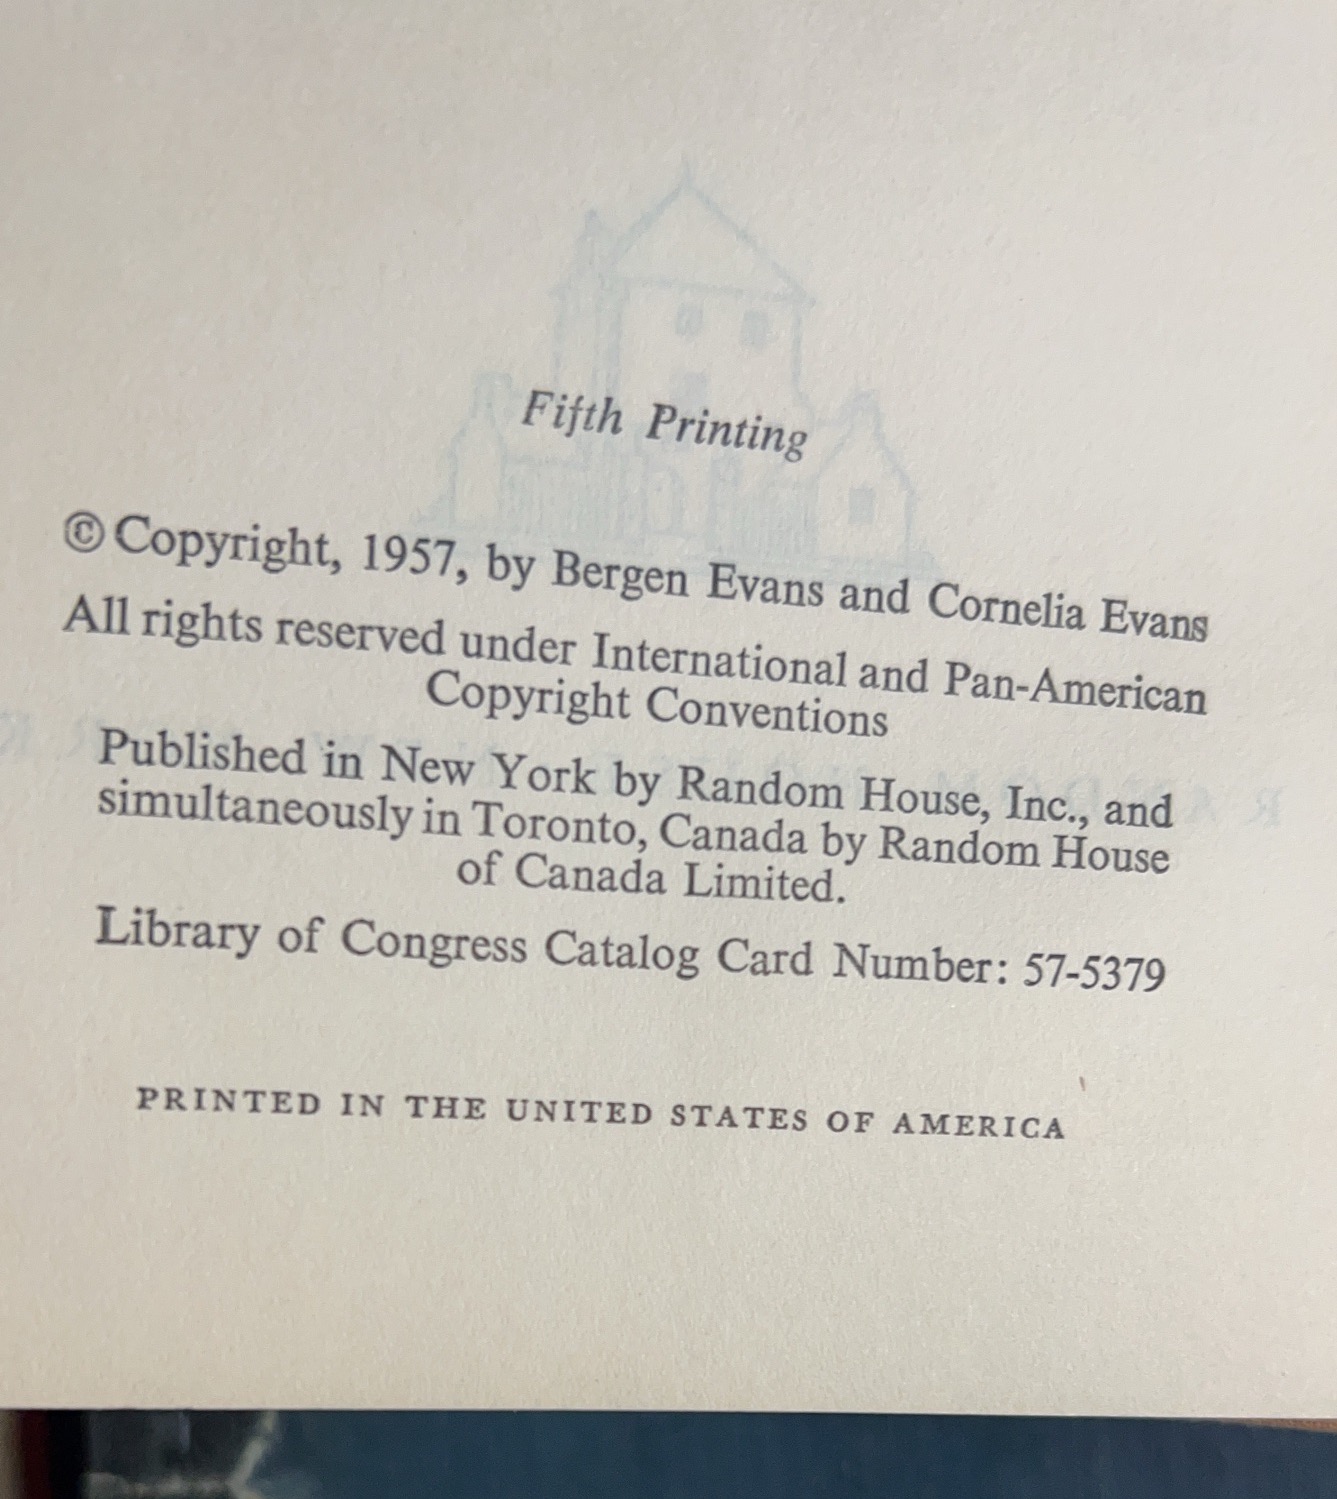 Fifth Printing
© Copyright, 1957, by Bergen Evans and Cornelia Evans
All rights reserved under International and Pan-American
Copyright Conventions
Published in New York by Random House, Inc., and
simultaneously in Toronto, Canada by Random House
of Canada Limited.
Library of Congress Catalog Card Number: 57-5379
PRINTED IN THE UNITED STATES OF AMERICA